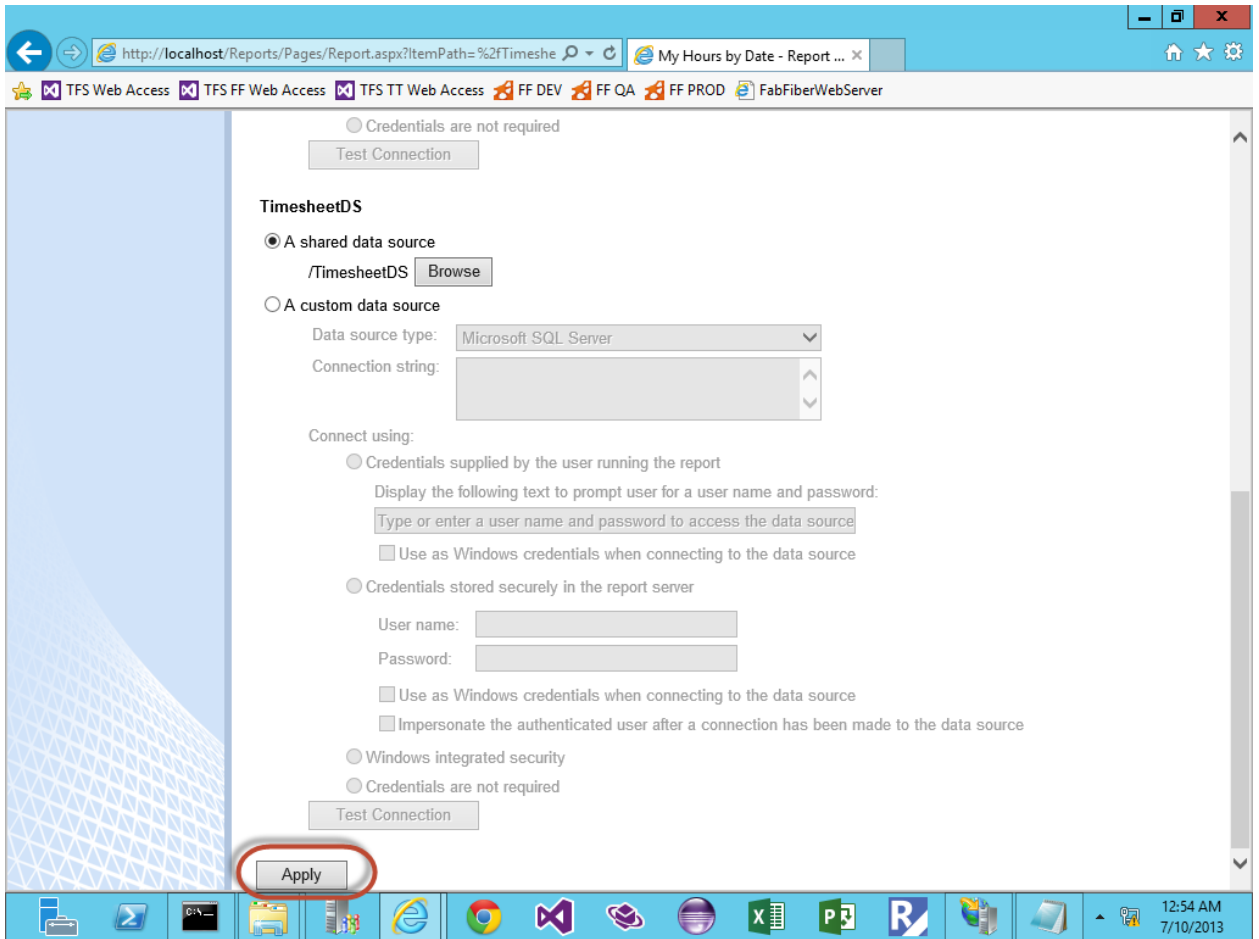 http://localhost/Reports/Pages/Report.aspx?ItemPath=%2fTimeshe
My Hours by Date - Report ...
TFS Web Access TFS FF Web Access TFS TT Web Access FF DEV FF QA FF PROD FabFiberWebServer
Credentials are not required
Test Connection
TimesheetDS
A shared data source
/TimesheetDS Browse
A custom data source
Data source type: Microsoft SQL Server
Connection string:
Connect using:
Credentials supplied by the user running the report
Display the following text to prompt user for a user name and password:
Type or enter a user name and password to access the data source
Use as Windows credentials when connecting to the data source
Credentials stored securely in the report server
User name:
Password:
Use as Windows credentials when connecting to the data source
Impersonate the authenticated user after a connection has been made to the data source
Windows integrated security
Credentials are not required
Test Connection
Apply
12:54 AM
7/10/2013